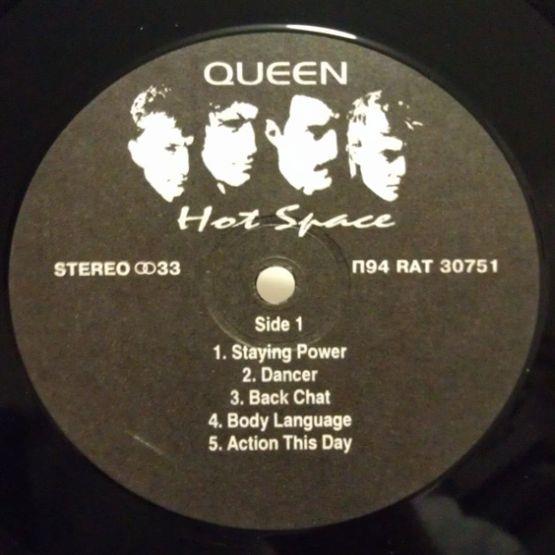 QUEEN
Hot Space
STEREO ꝏ33
П94 RAT 30751
Side 1
1. Staying Power
2. Dancer
3. Back Chat
4. Body Language
5. Action This Day